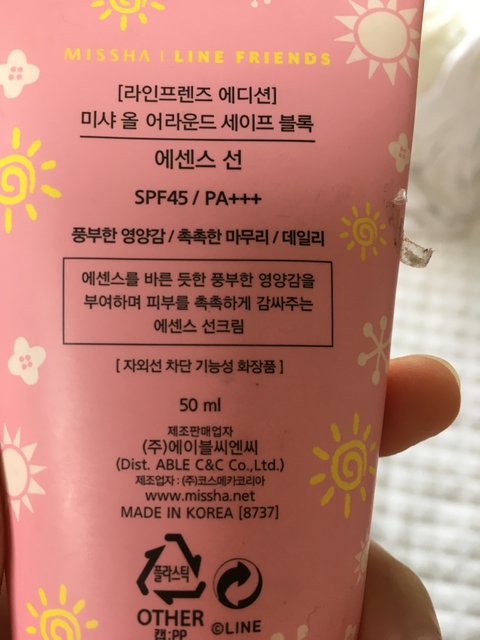 MISSHA | LINE FRIENDS
[라인프렌즈 에디션]
미샤 올 어라운드 세이프 블록
에센스 선
SPF45 / PA+++
풍부한 영양감 / 촉촉한 마무리 / 데일리
에센스를 바른 듯한 풍부한 영양감을
부여하며 피부를 촉촉하게 감싸주는
에센스 선크림
[ 자외선 차단 기능성 화장품 ]
50 ml
제조판매업자
(주)에이블씨엔씨
(Dist. ABLE C&C Co.,Ltd.)
제조업자 : (주)코스메카코리아
www.missha.net
MADE IN KOREA [8737]
플라스틱
OTHER
캡:PP
©LINE